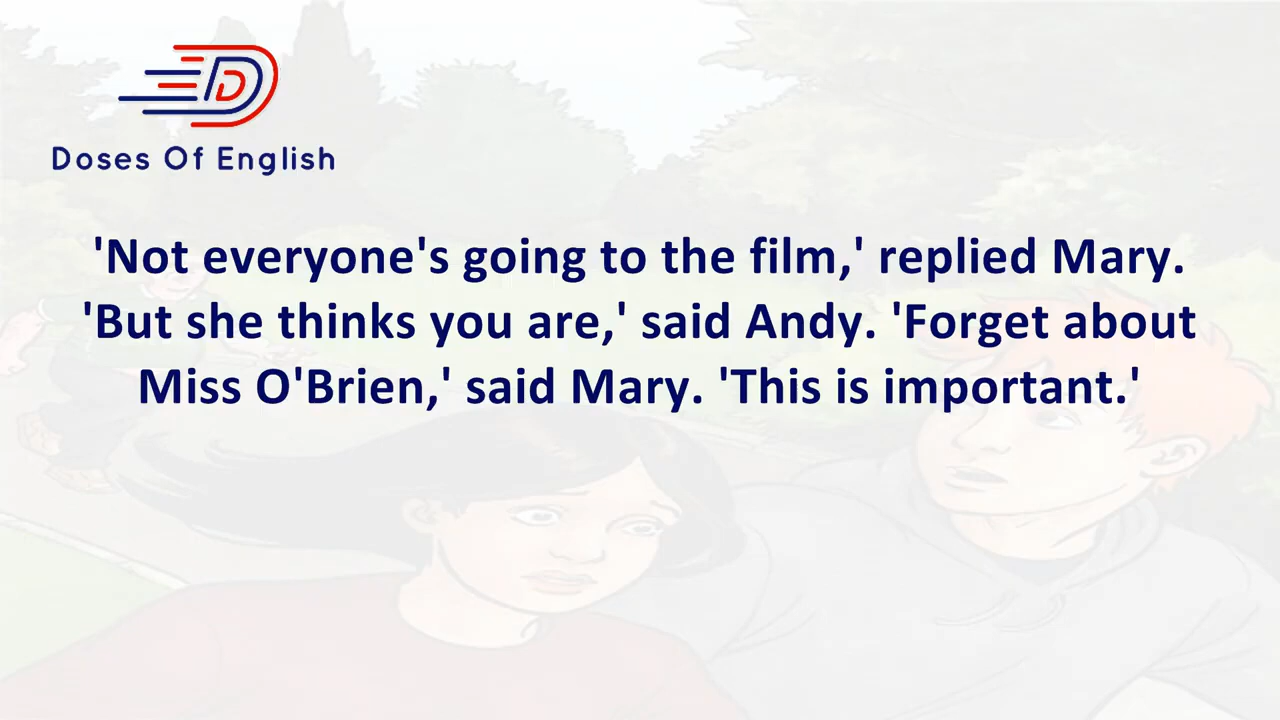 Doses Of English
'Not everyone's going to the film,' replied Mary.
'But she thinks you are,' said Andy. 'Forget about
Miss O'Brien,' said Mary. 'This is important.'